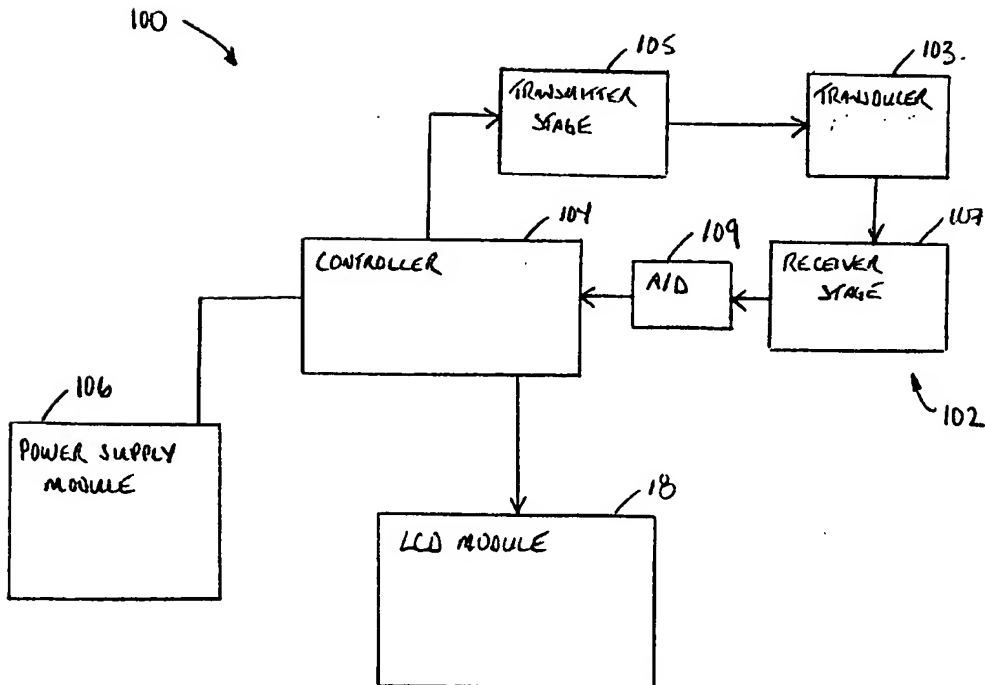 100
105
TRANSMITTER
STAGE
103.
TRANSDUCER
104
CONTROLLER
109
A/D
107
RECEIVER
STAGE
102
106
POWER SUPPLY
MODULE
18
LCD MODULE